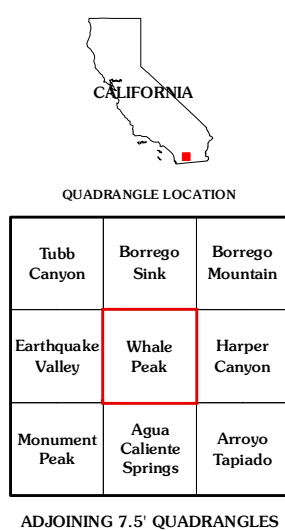 CALIFORNIA
QUADRANGLE LOCATION
Tubb
Canyon
Borrego
Sink
Borrego
Mountain
Earthquake
Valley
Whale
Peak
Harper
Canyon
Monument
Peak
Agua
Caliente
Springs
Arroyo
Tapiado
ADJOINING 7.5' QUADRANGLES